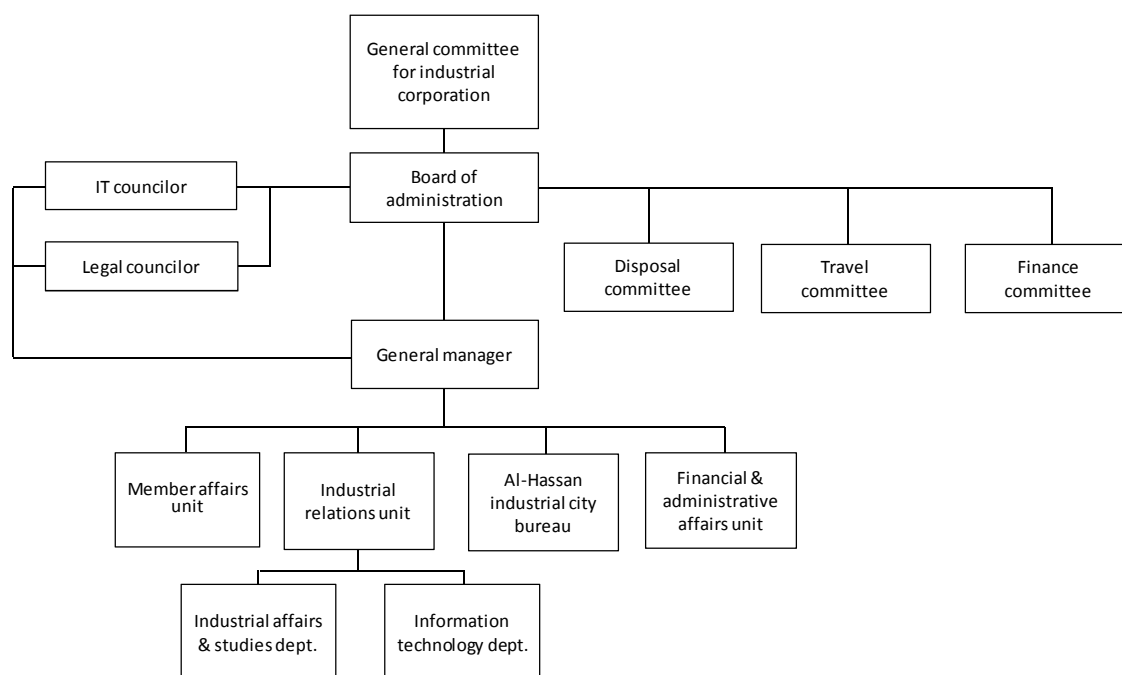 General committee
for industrial
corporation
IT councilor
Board of
administration
Legal councilor
Disposal
committee
Travel
committee
Finance
committee
General manager
Member affairs
unit
Industrial
relations unit
Al-Hassan
industrial city
bureau
Financial &
administrative
affairs unit
Industrial affairs
& studies dept.
Information
technology dept.